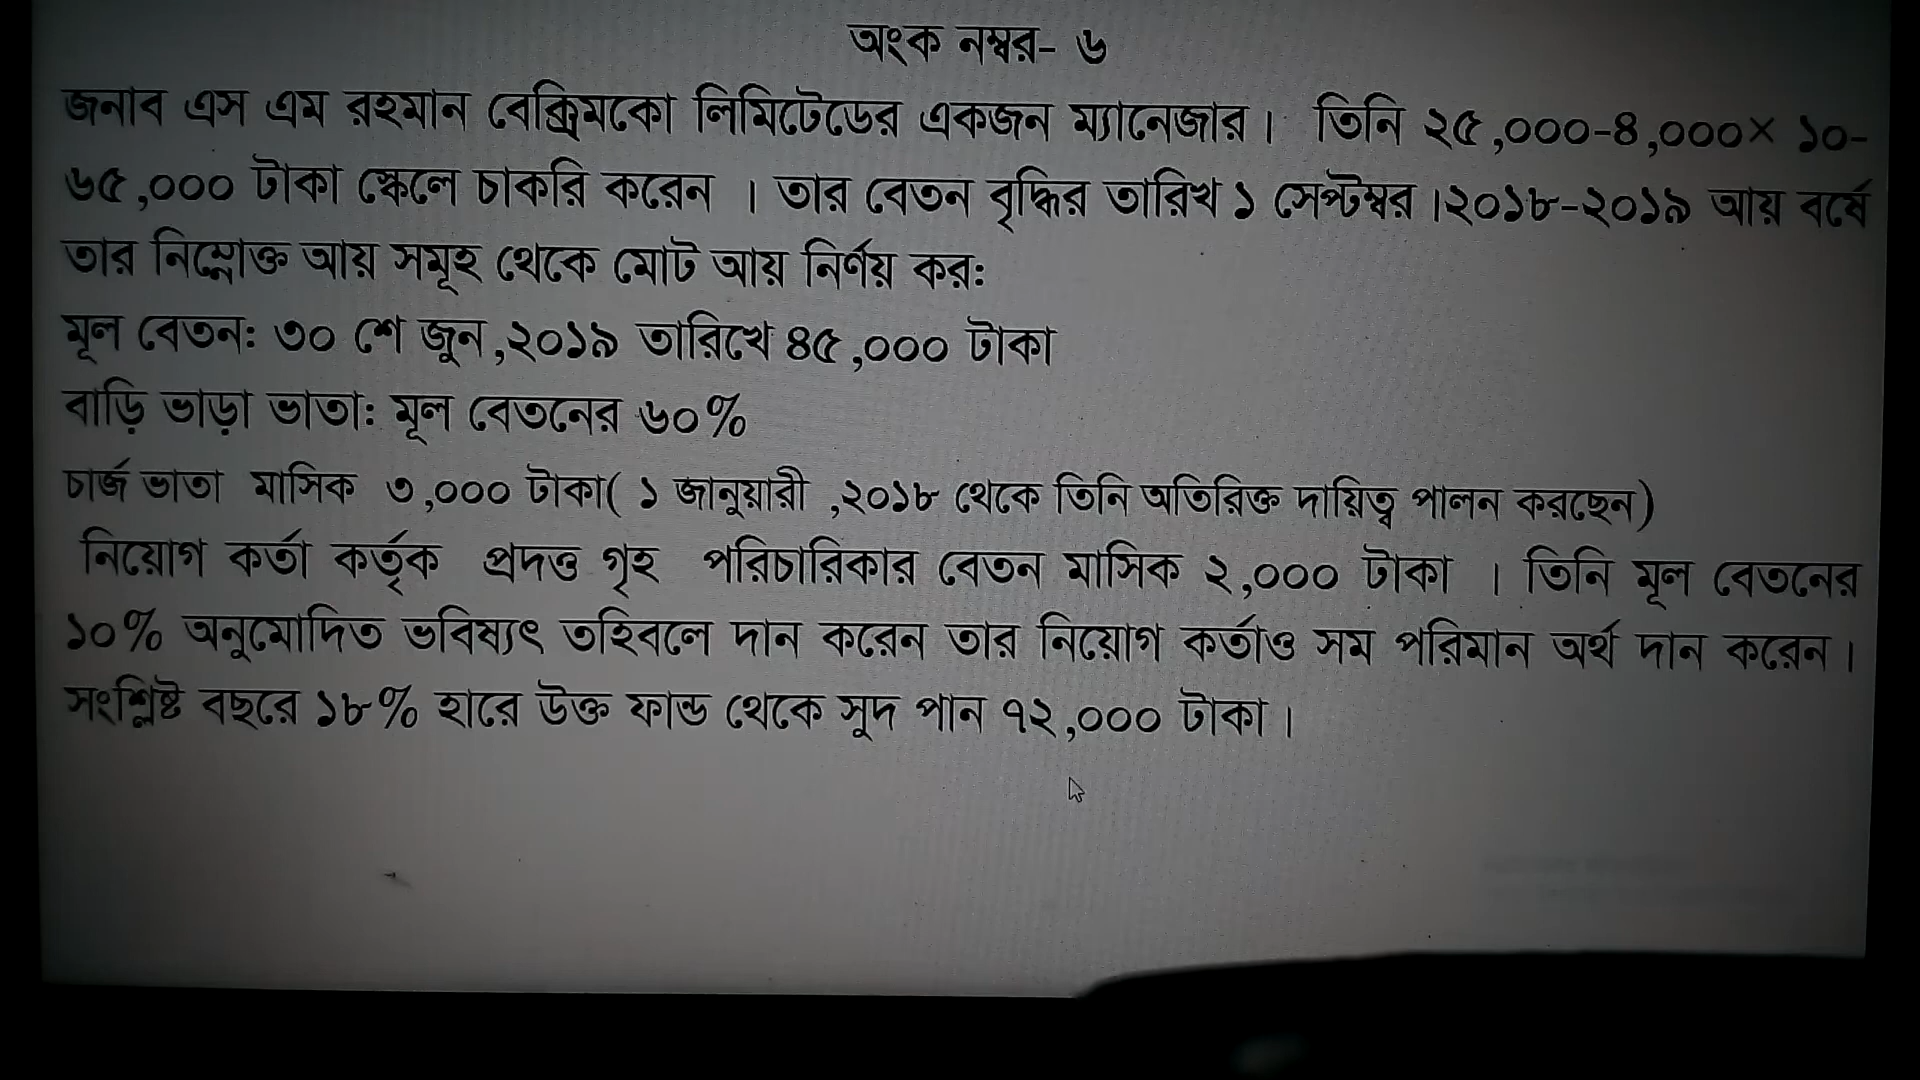 অংক নম্বর- ৬
জনাব এস এম রহমান বেক্সিমকো লিমিটেডের একজন ম্যানেজার। তিনি ২৫,০০০-৪,০০০× ১০-
৬৫,০০০ টাকা স্কেলে চাকরি করেন । তার বেতন বৃদ্ধির তারিখ ১ সেপ্টম্বর।২০১৮-২০১৯ আয় বর্ষে
তার নিম্লোক্ত আয় সমূহ থেকে মোট আয় নির্ণয় কর:
মূল বেতন: ৩০ শে জুন,২০১৯ তারিখে ৪৫,০০০ টাকা
বাড়ি ভাড়া ভাতা: মূল বেতনের ৬০%
চার্জ ভাতা মাসিক ৩,০০০ টাকা( ১ জানুয়ারী ,২০১৮ থেকে তিনি অতিরিক্ত দায়িত্ব পালন করছেন)
নিয়োগ কর্তা কর্তৃক প্রদত্ত গৃহ পরিচারিকার বেতন মাসিক ২,০০০ টাকা । তিনি মূল বেতনের
১০% অনুমোদিত ভবিষ্যৎ তহিবলে দান করেন তার নিয়োগ কর্তাও সম পরিমান অর্থ দান করেন।
সংশ্লিষ্ট বছরে ১৮% হারে উক্ত ফান্ড থেকে সুদ পান ৭২,০০০ টাকা।